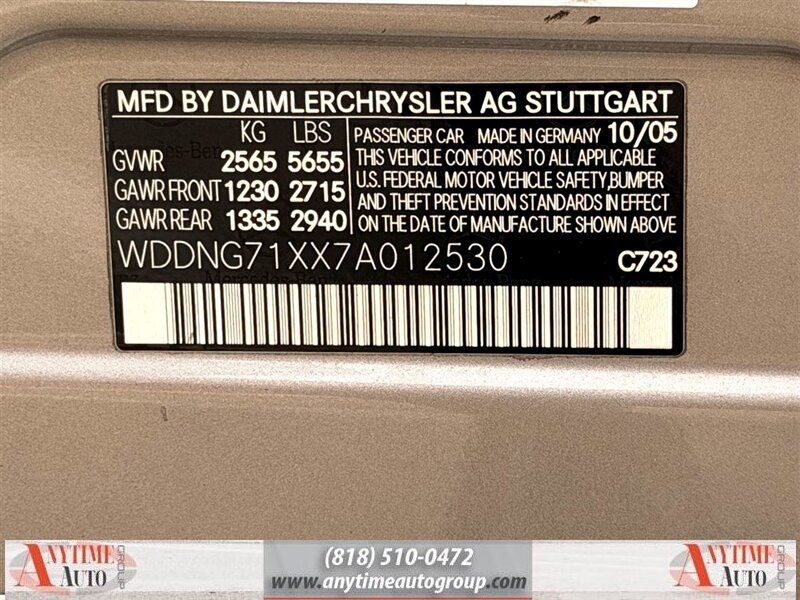 MFD BY DAIMLERCHRYSLER AG STUTTGART
KG LBS
GVWR 2565 5655
GAWR FRONT 1230 2715
GAWR REAR 1335 2940
PASSENGER CAR MADE IN GERMANY 10/05
THIS VEHICLE CONFORMS TO ALL APPLICABLE
U.S. FEDERAL MOTOR VEHICLE SAFETY,BUMPER
AND THEFT PREVENTION STANDARDS IN EFFECT
ON THE DATE OF MANUFACTURE SHOWN ABOVE
WDDNG71XX7A012530 C723
ANYTIME AUTO GROUP
(818) 510-0472
www.anytimeautogroup.com
ANYTIME AUTO GROUP